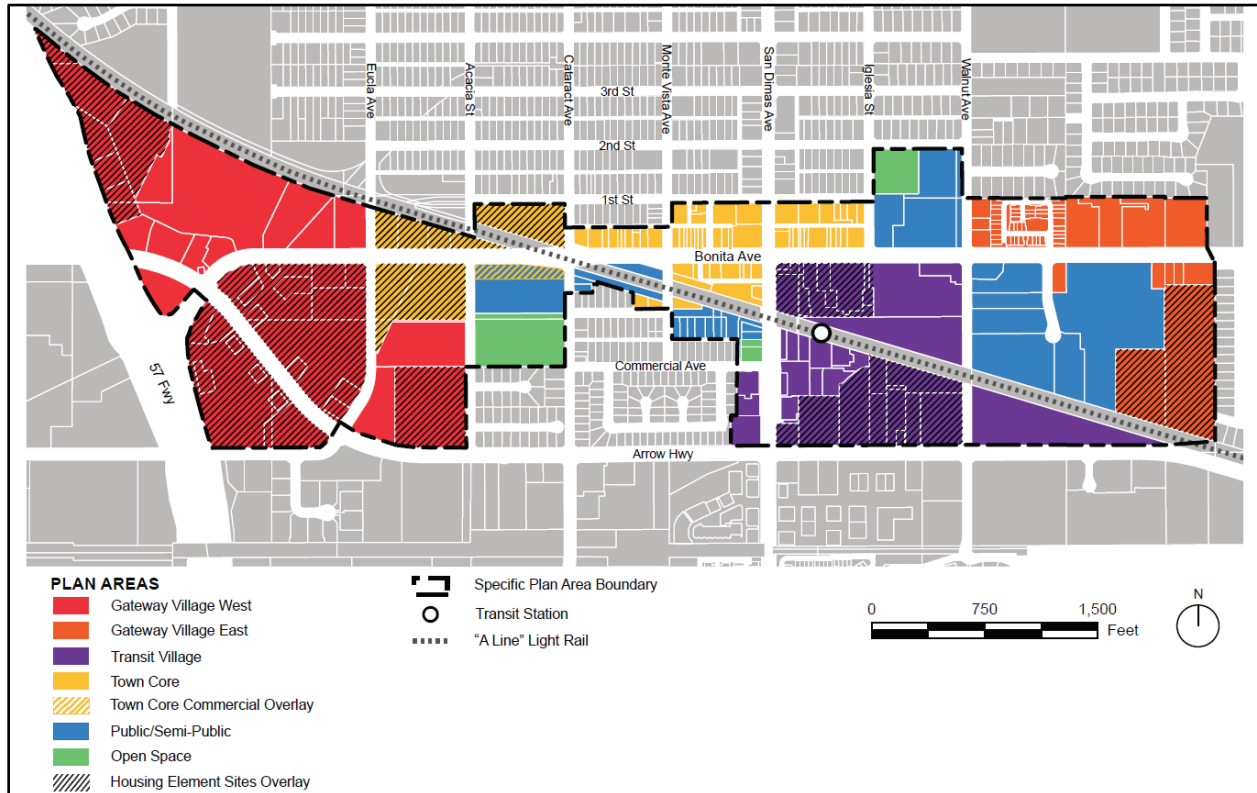 Eucla Ave
Acacia St
Cataract Ave
Monte Vista Ave
San Dimas Ave
Iglesia St
Walnut Ave
3rd St
2nd St
1st St
Bonita Ave
57 Fwy
Commercial Ave
Arrow Hwy
PLAN AREAS
Gateway Village West
Gateway Village East
Transit Village
Town Core
Town Core Commercial Overlay
Public/Semi-Public
Open Space
Housing Element Sites Overlay
Specific Plan Area Boundary
Transit Station
“A Line” Light Rail
0 750 1,500
Feet
N